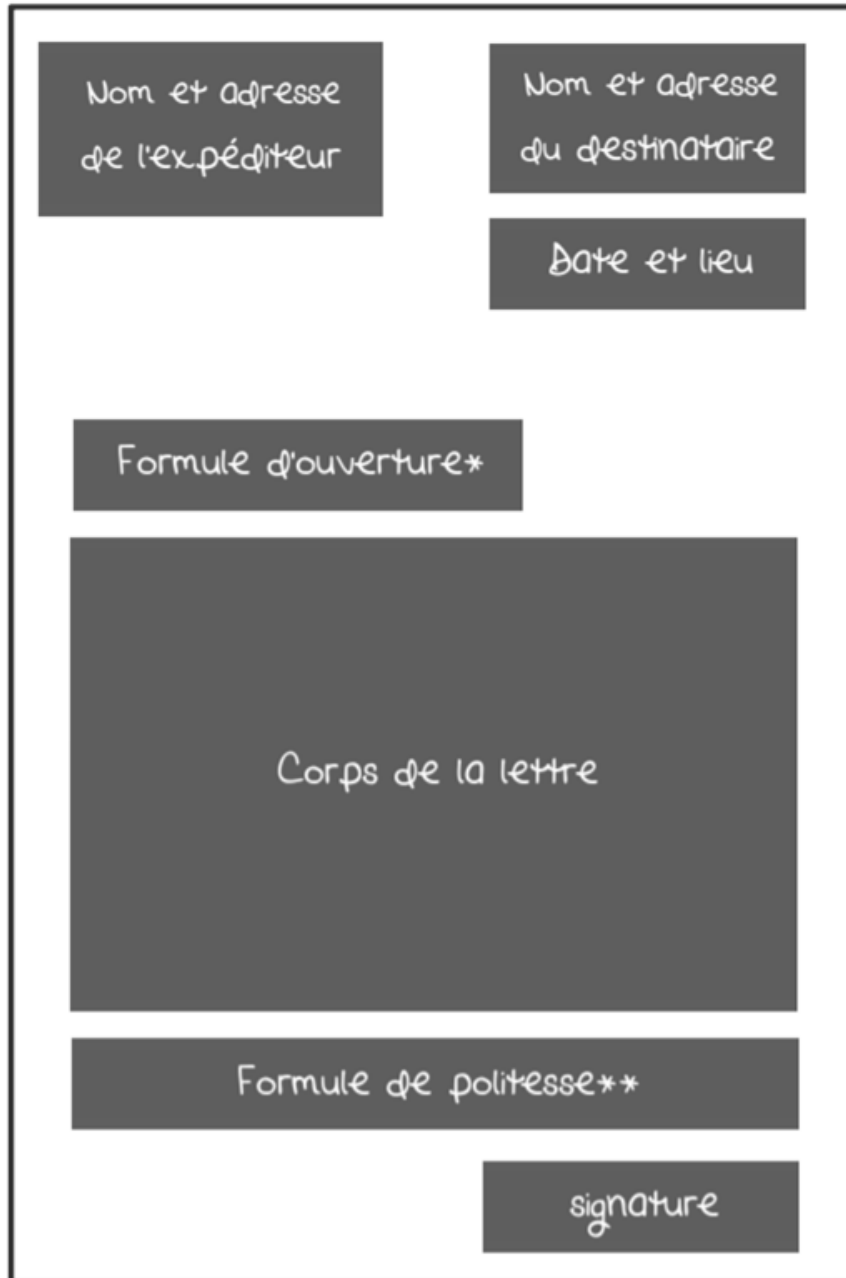 Nom et adresse
de l'expéditeur
Nom et adresse
du destinataire
Date et lieu
Formule d'ouverture*
Corps de la lettre
Formule de politesse**
signature